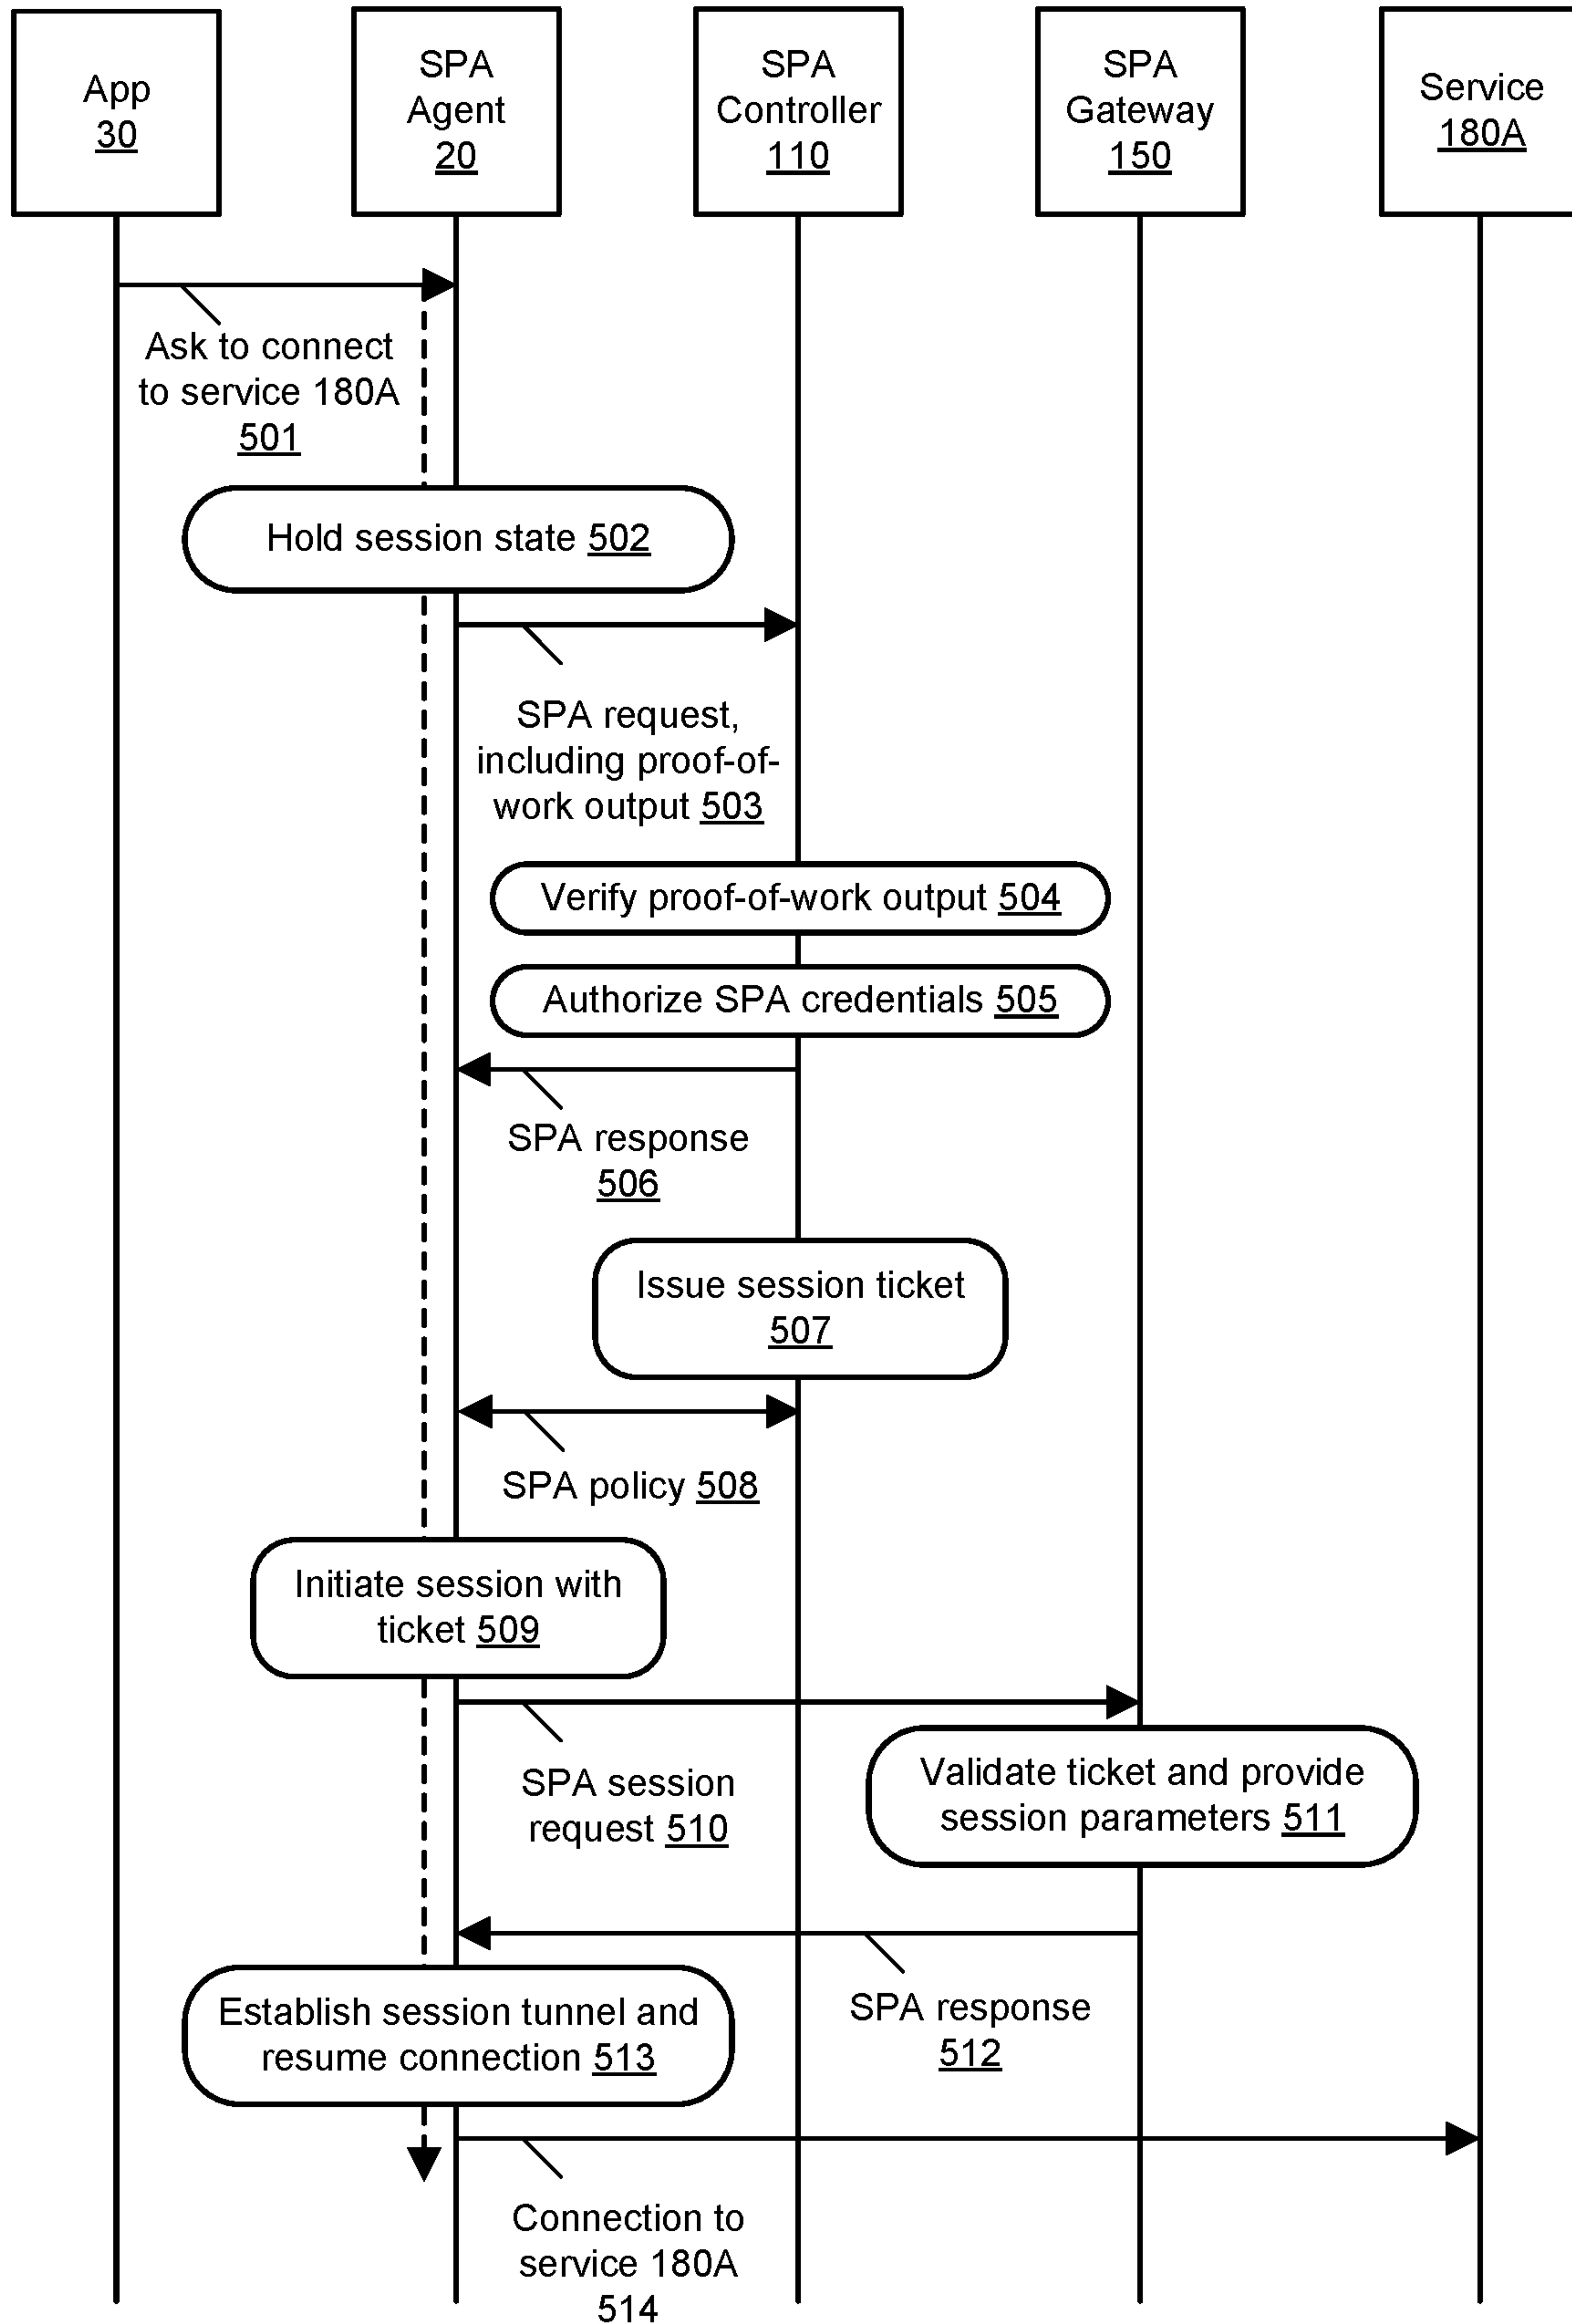 App
30
SPA
Agent
20
SPA
Controller
110
SPA
Gateway
150
Service
180A
Ask to connect
to service 180A
501
Hold session state 502
SPA request,
including proof-of-
work output 503
Verify proof-of-work output 504
Authorize SPA credentials 505
SPA response
506
Issue session ticket
507
SPA policy 508
Initiate session with
ticket 509
SPA session
request 510
Validate ticket and provide
session parameters 511
SPA response
512
Establish session tunnel and
resume connection 513
Connection to
service 180A
514